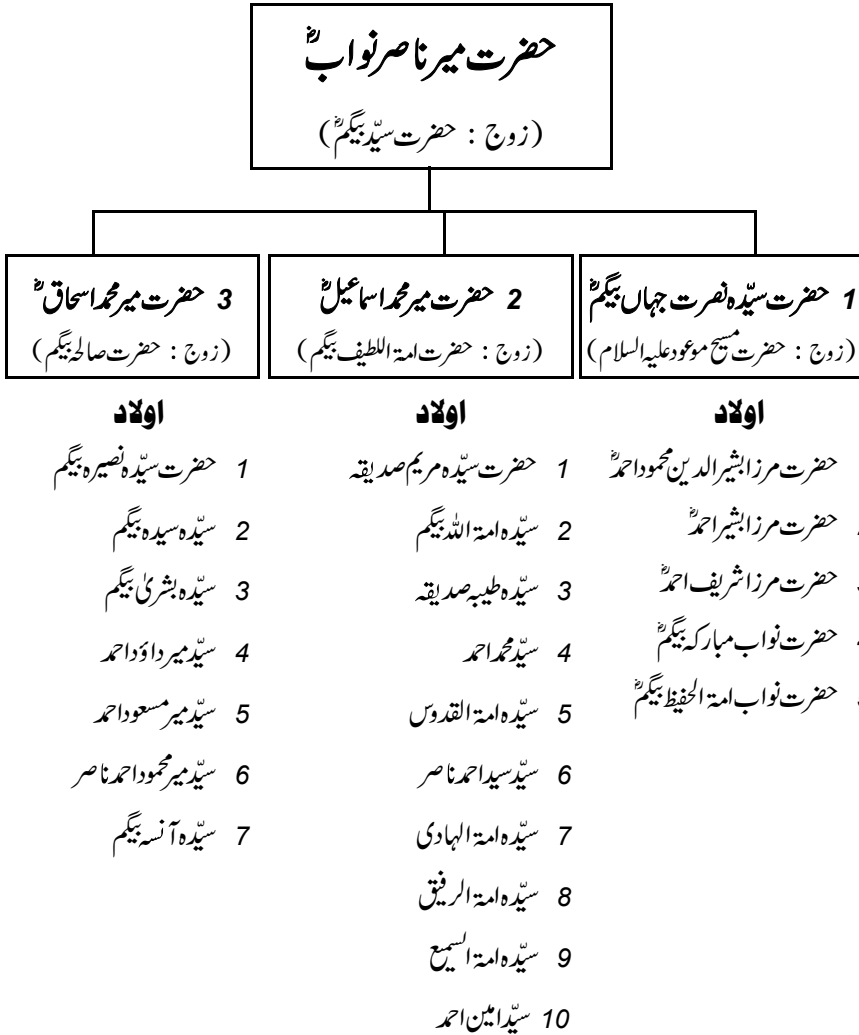 حضرت میر ناصر نوابؓ
(زوج : حضرت سیّد بیگمؓ)
1 حضرت سیّدہ نصرت جہاں بیگمؓ
(زوج : حضرت مسیح موعود علیہ السلام)
اولاد
حضرت مرزا بشیر الدین محمود احمدؓ
حضرت مرزا بشیر احمدؓ
حضرت مرزا شریف احمدؓ
حضرت نواب مبارکہ بیگمؓ
حضرت نواب امۃ الحفیظ بیگمؓ
2 حضرت میر محمد اسماعیلؓ
(زوج : حضرت امۃ اللطیف بیگم)
اولاد
1 حضرت سیّدہ مریم صدیقہ
2 سیّدہ امۃ اللہ بیگم
3 سیّدہ طیبہ صدیقہ
4 سیّد محمد احمد
5 سیّدہ امۃ القدوس
6 سیّد سید احمد ناصر
7 سیّدہ امۃ الہادی
8 سیّدہ امۃ الرفیق
9 سیّدہ امۃ السمیع
10 سیّد امین احمد
3 حضرت میر محمد اسحاقؓ
(زوج : حضرت صالحہ بیگم)
اولاد
1 حضرت سیّدہ نصیرہ بیگم
2 سیّدہ سیدہ بیگم
3 سیّدہ بشریٰ بیگم
4 سیّد میر داؤد احمد
5 سیّد میر مسعود احمد
6 سیّد میر محمود احمد ناصر
7 سیّدہ آنسہ بیگم